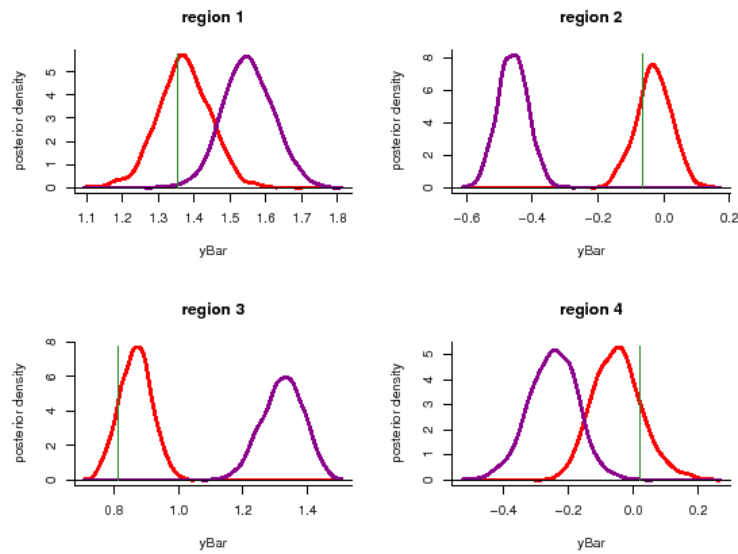 region 1
posterior density
0 1 2 3 4 5
1.1 1.2 1.3 1.4 1.5 1.6 1.7 1.8
yBar
region 2
posterior density
0 2 4 6 8
−0.6 −0.4 −0.2 0.0 0.2
yBar
region 3
posterior density
0 2 4 6 8
0.8 1.0 1.2 1.4
yBar
region 4
posterior density
0 1 2 3 4 5
−0.4 −0.2 −0.0 0.2
yBar